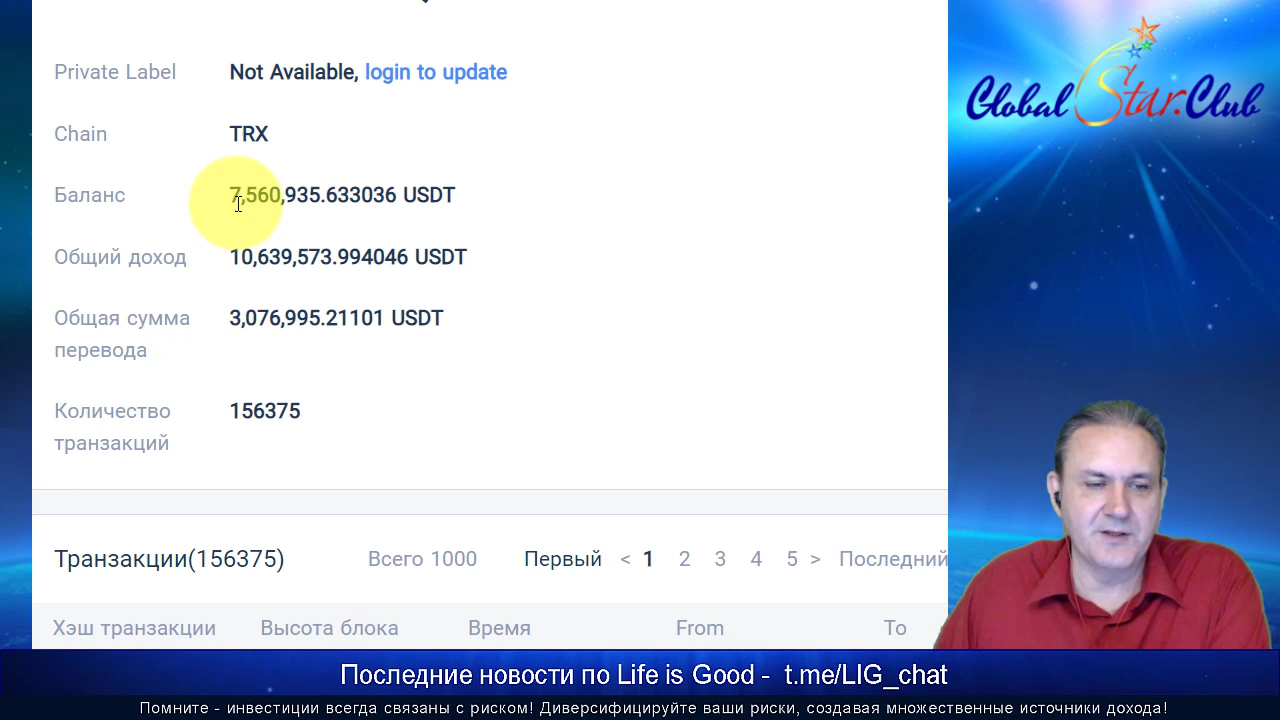 Private Label Not Available, login to update
Chain TRX
Баланс 7,560,935.633036 USDT
Общий доход 10,639,573.994046 USDT
Общая сумма перевода 3,076,995.21101 USDT
Количество транзакций 156375
Транзакции(156375) Всего 1000 Первый < 1 2 3 4 5 > Последний
Хэш транзакции Высота блока Время From To
Global Star.Club
Последние новости по Life is Good - t.me/LIG_chat
Помните - инвестиции всегда связаны с риском! Диверсифицируйте ваши риски, создавая множественные источники дохода!